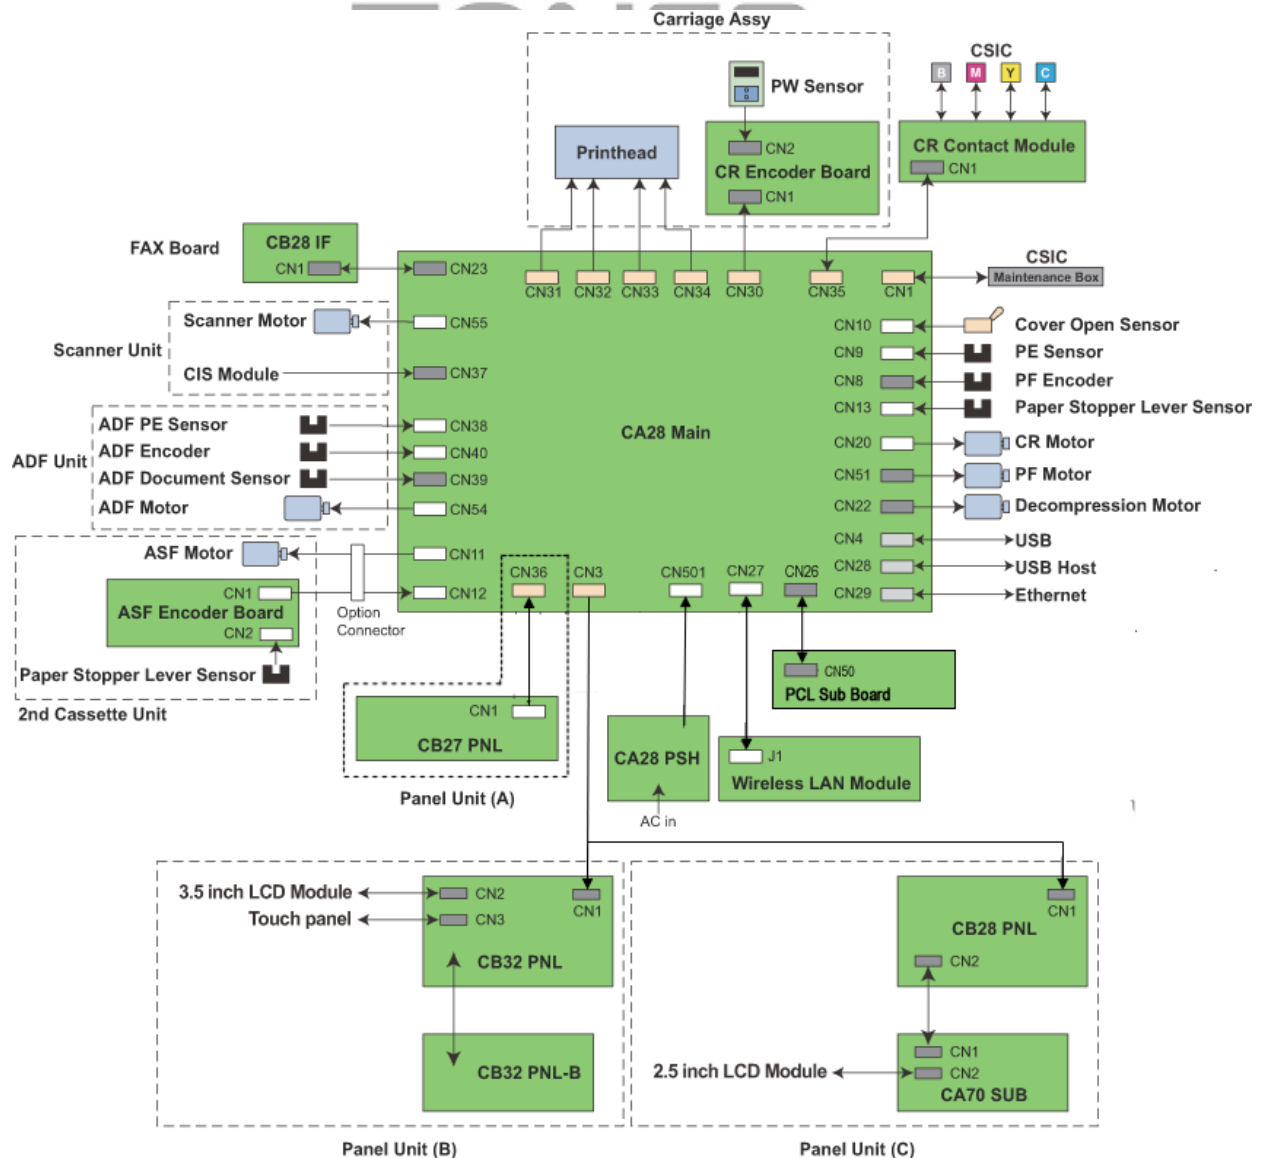 Carriage Assy
CSIC
B M Y C
PW Sensor
Printhead
CN2
CR Encoder Board
CN1
CR Contact Module
CN1
FAX Board
CB28 IF
CN1
CN23
CN31 CN32 CN33 CN34 CN30 CN35 CN1
CSIC
Maintenance Box
Scanner Unit
Scanner Motor
CN55
CIS Module
CN37
CN10
Cover Open Sensor
CN9
PE Sensor
CN8
PF Encoder
CN13
Paper Stopper Lever Sensor
ADF Unit
ADF PE Sensor
CN38
ADF Encoder
CN40
ADF Document Sensor
CN39
ADF Motor
CN54
CA28 Main
CN20
CR Motor
CN51
PF Motor
CN22
Decompression Motor
CN4
USB
CN28
USB Host
CN29
Ethernet
ASF Motor
CN11
CN1
CN12
ASF Encoder Board
CN2
Option
Connector
Paper Stopper Lever Sensor
2nd Cassette Unit
CN36 CN3 CN501 CN27 CN26
CN50
PCL Sub Board
CN1
CB27 PNL
Panel Unit (A)
CA28 PSH
AC in
J1
Wireless LAN Module
3.5 inch LCD Module
CN2
Touch panel
CN3
CN1
CB32 PNL
CB32 PNL-B
Panel Unit (B)
CN1
CB28 PNL
CN2
CN1
2.5 inch LCD Module
CN2
CA70 SUB
Panel Unit (C)